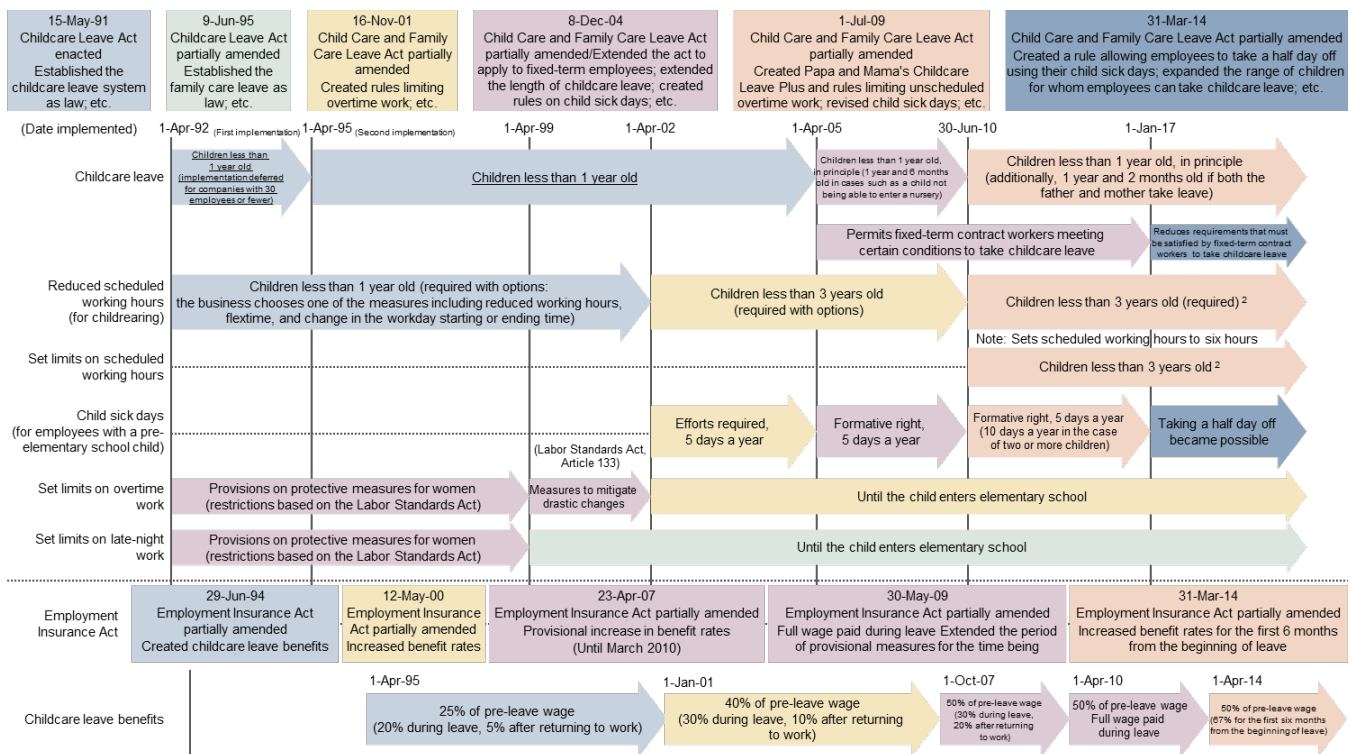 15-May-91
Childcare Leave Act
enacted
Established the
childcare leave system
as law; etc.
9-Jun-95
Childcare Leave Act
partially amended
Established the
family care leave as
law; etc.
16-Nov-01
Child Care and Family
Care Leave Act partially
amended
Created rules limiting
overtime work; etc.
8-Dec-04
Child Care and Family Care Leave Act
partially amended/Extended the act to
apply to fixed-term employees; extended
the length of childcare leave; created
rules on child sick days; etc.
1-Jul-09
Child Care and Family Care Leave Act
partially amended
Created Papa and Mama's Childcare
Leave Plus and rules limiting unscheduled
overtime work; revised child sick days; etc.
31-Mar-14
Child Care and Family Care Leave Act partially amended
Created a rule allowing employees to take a half day off
using their child sick days; expanded the range of children
for whom employees can take childcare leave; etc.
(Date implemented)
1-Apr-92 (First implementation)
1-Apr-95 (Second implementation)
1-Apr-99
1-Apr-02
1-Apr-05
30-Jun-10
1-Jan-17
Childcare leave
Children less than
1 year old
(implementation deferred
for companies with 30
employees or fewer)
Children less than 1 year old
Children less than 1 year old,
in principle (1 year and 6 months
old in cases such as a child not
being able to enter a nursery)
Children less than 1 year old, in principle
(additionally, 1 year and 2 months old if both the
father and mother take leave)
Permits fixed-term contract workers meeting
certain conditions to take childcare leave
Reduces requirements that must
be satisfied by fixed-term contract
workers to take childcare leave
Reduced scheduled
working hours
(for childrearing)
Children less than 1 year old (required with options:
the business chooses one of the measures including reduced working hours,
flextime, and change in the workday starting or ending time)
Children less than 3 years old
(required with options)
Children less than 3 years old (required) 2
Note: Sets scheduled working hours to six hours
Set limits on scheduled
working hours
Children less than 3 years old 2
Child sick days
(for employees with a pre-
elementary school child)
Efforts required,
5 days a year
Formative right,
5 days a year
Formative right, 5 days a year
(10 days a year in the case
of two or more children)
Taking a half day off
became possible
(Labor Standards Act,
Article 133)
Set limits on overtime
work
Provisions on protective measures for women
(restrictions based on the Labor Standards Act)
Measures to mitigate
drastic changes
Until the child enters elementary school
Set limits on late-night
work
Provisions on protective measures for women
(restrictions based on the Labor Standards Act)
Until the child enters elementary school
Employment
Insurance Act
29-Jun-94
Employment Insurance Act
partially amended
Created childcare leave benefits
12-May-00
Employment Insurance
Act partially amended
Increased benefit rates
23-Apr-07
Employment Insurance Act partially amended
Provisional increase in benefit rates
(Until March 2010)
30-May-09
Employment Insurance Act partially amended
Full wage paid during leave Extended the period
of provisional measures for the time being
31-Mar-14
Employment Insurance Act partially amended
Increased benefit rates for the first 6 months
from the beginning of leave
1-Apr-95
1-Jan-01
1-Oct-07
1-Apr-10
1-Apr-14
Childcare leave benefits
25% of pre-leave wage
(20% during leave, 5% after returning to work)
40% of pre-leave wage
(30% during leave, 10% after returning
to work)
50% of pre-leave wage
(30% during leave,
20% after returning
to work)
50% of pre-leave wage
Full wage paid
during leave
50% of pre-leave wage
(67% for the first six months
from the beginning of leave)